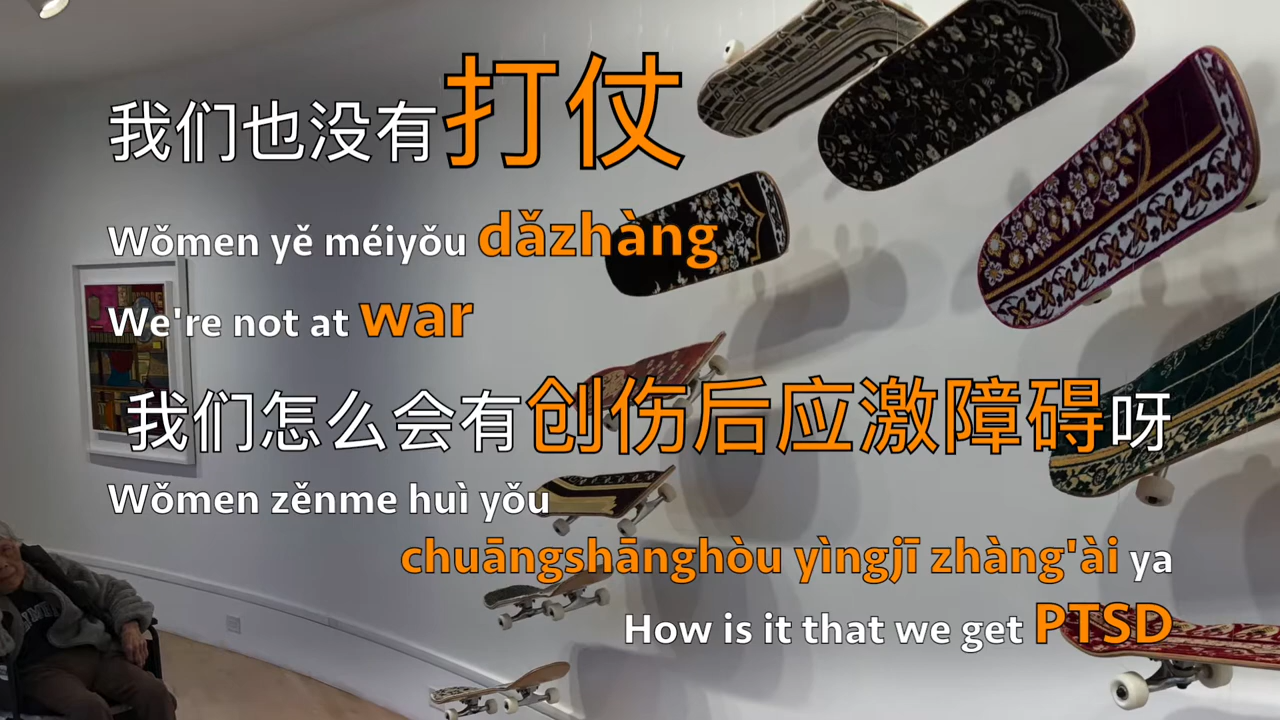 我们也没有打仗
Wǒmen yě méiyǒu dǎzhàng
We're not at war
我们怎么会有创伤后应激障碍呀
Wǒmen zěnme huì yǒu
chuāngshānghòu yìngjī zhàng'ài ya
How is it that we get PTSD